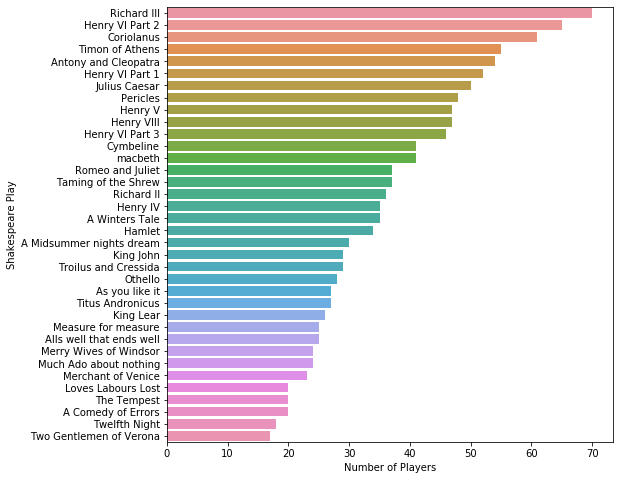 Richard III
Henry VI Part 2
Coriolanus
Timon of Athens
Antony and Cleopatra
Henry VI Part 1
Julius Caesar
Pericles
Henry V
Henry VIII
Henry VI Part 3
Cymbeline
macbeth
Romeo and Juliet
Taming of the Shrew
Richard II
Henry IV
A Winters Tale
Hamlet
A Midsummer nights dream
King John
Troilus and Cressida
Othello
As you like it
Titus Andronicus
King Lear
Measure for measure
Alls well that ends well
Merry Wives of Windsor
Much Ado about nothing
Merchant of Venice
Loves Labours Lost
The Tempest
A Comedy of Errors
Twelfth Night
Two Gentlemen of Verona
Shakespeare Play
0 10 20 30 40 50 60 70
Number of Players